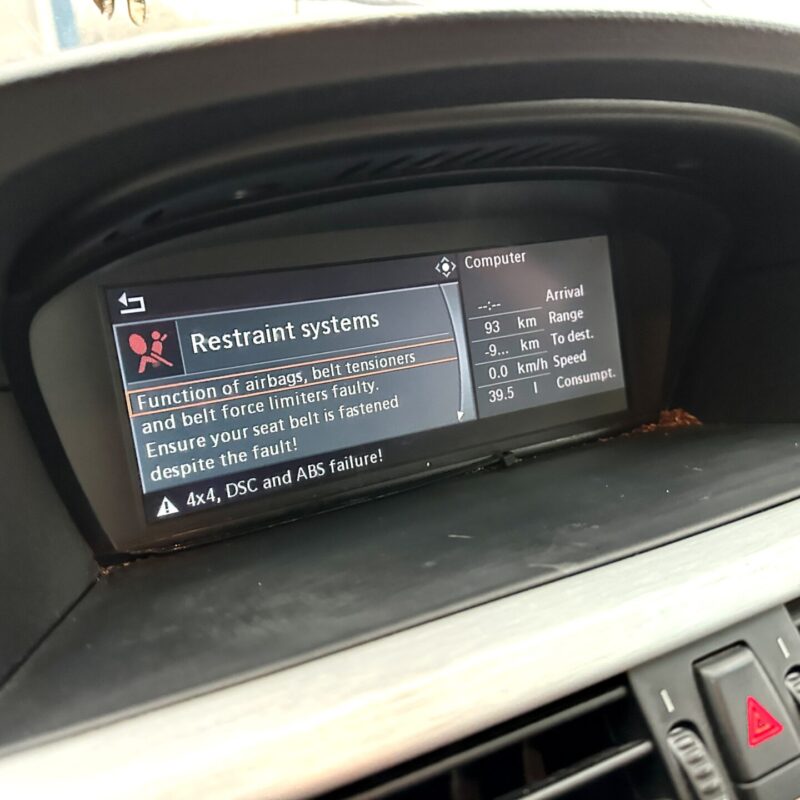 Restraint systems
Function of airbags, belt tensioners
and belt force limiters faulty.
Ensure your seat belt is fastened
despite the fault!
4x4, DSC and ABS failure!
Computer
--:-- Arrival
93 km Range
-9... km To dest.
0.0 km/h Speed
39.5 l Consumpt.